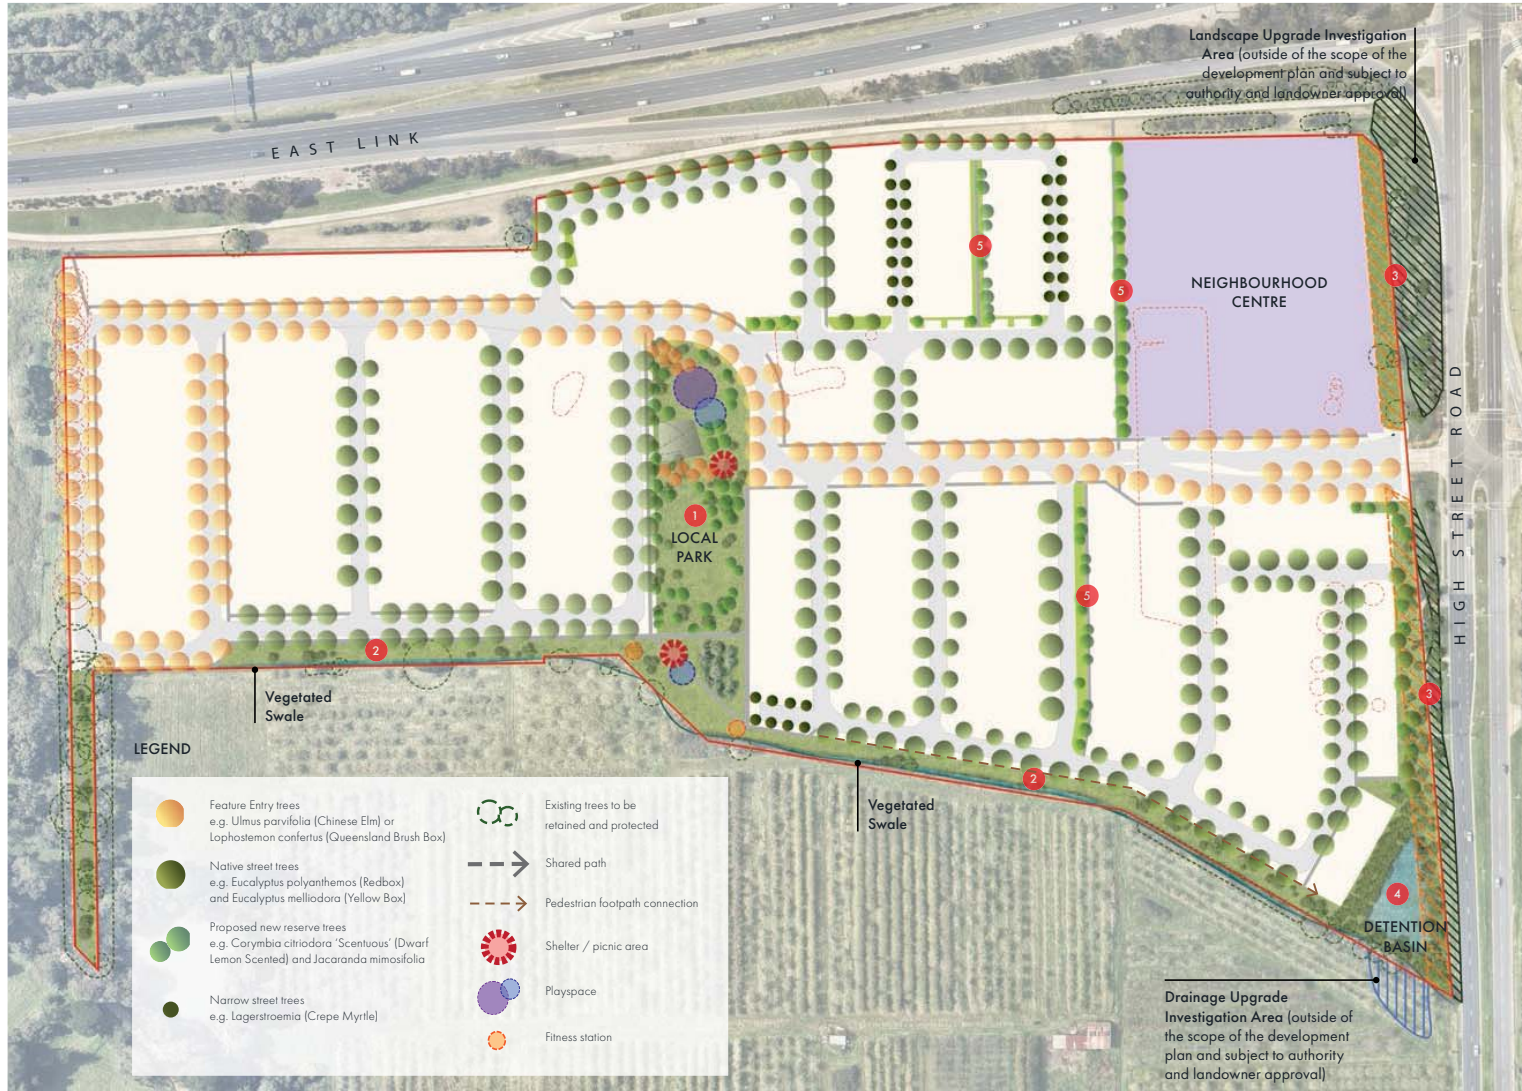 Landscape Upgrade Investigation
Area (outside of the scope of the
development plan and subject to
authority and landowner approval)
EAST LINK
5
5
3
NEIGHBOURHOOD
CENTRE
HIGH STREET ROAD
1
LOCAL
PARK
5
2
3
Vegetated
Swale
2
Vegetated
Swale
4
DETENTION
BASIN
Drainage Upgrade
Investigation Area (outside of
the scope of the development
plan and subject to authority
and landowner approval)
LEGEND
Feature Entry trees
e.g. Ulmus parvifolia (Chinese Elm) or
Lophostemon confertus (Queensland Brush Box)
Native street trees
e.g. Eucalyptus polyanthemos (Redbox)
and Eucalyptus melliodora (Yellow Box)
Proposed new reserve trees
e.g. Corymbia citriodora 'Scentuous' (Dwarf
Lemon Scented) and Jacaranda mimosifolia
Narrow street trees
e.g. Lagerstroemia (Crepe Myrtle)
Existing trees to be
retained and protected
Shared path
Pedestrian footpath connection
Shelter / picnic area
Playspace
Fitness station